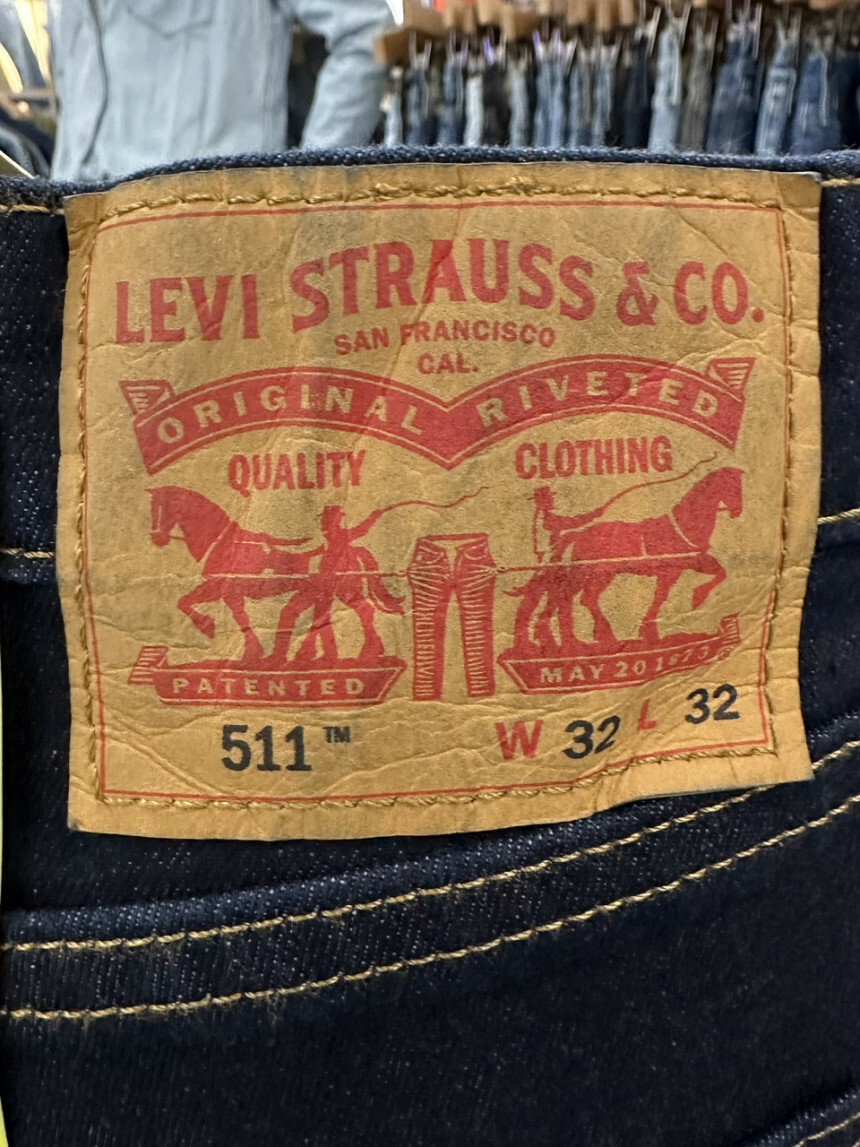 LEVI STRAUSS & CO.
SAN FRANCISCO
CAL.
ORIGINAL RIVETED
QUALITY CLOTHING
PATENTED MAY 20 1873
511™ W 32 L 32